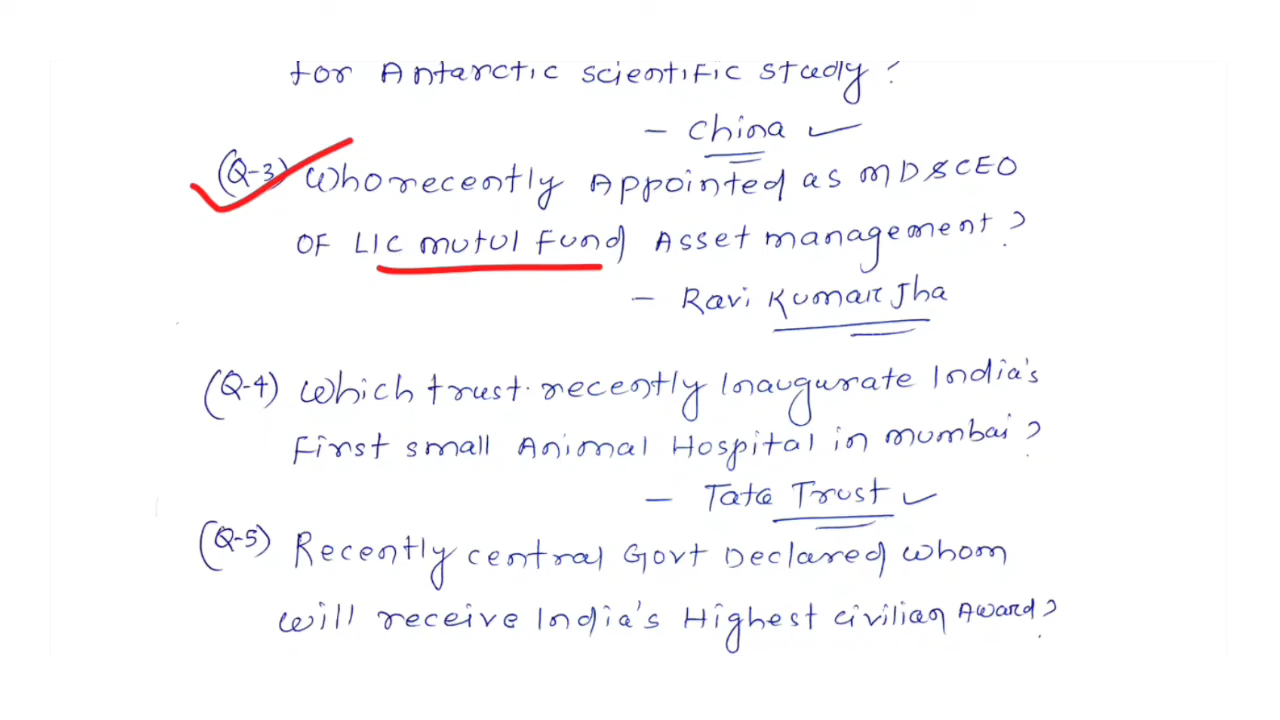 for Antarctic scientific study?
- China
(Q-3) Who recently Appointed as MD & CEO
OF LIC mutul Fund Asset management?
- Ravi Kumar Jha
(Q-4) Which trust. recently Inaugurate India's
First small Animal Hospital in mumbai?
- Tata Trust
(Q-5) Recently central Govt Declared whom
will receive India's Highest civilian Award?